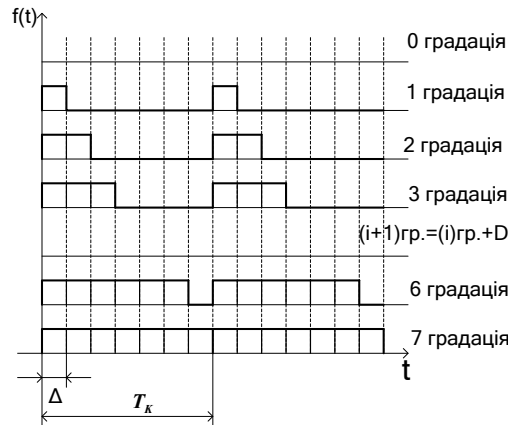 f(t)
0 градація
1 градація
2 градація
3 градація
(i+1)гр.=(i)гр.+D
6 градація
7 градація
t
Δ
Tк